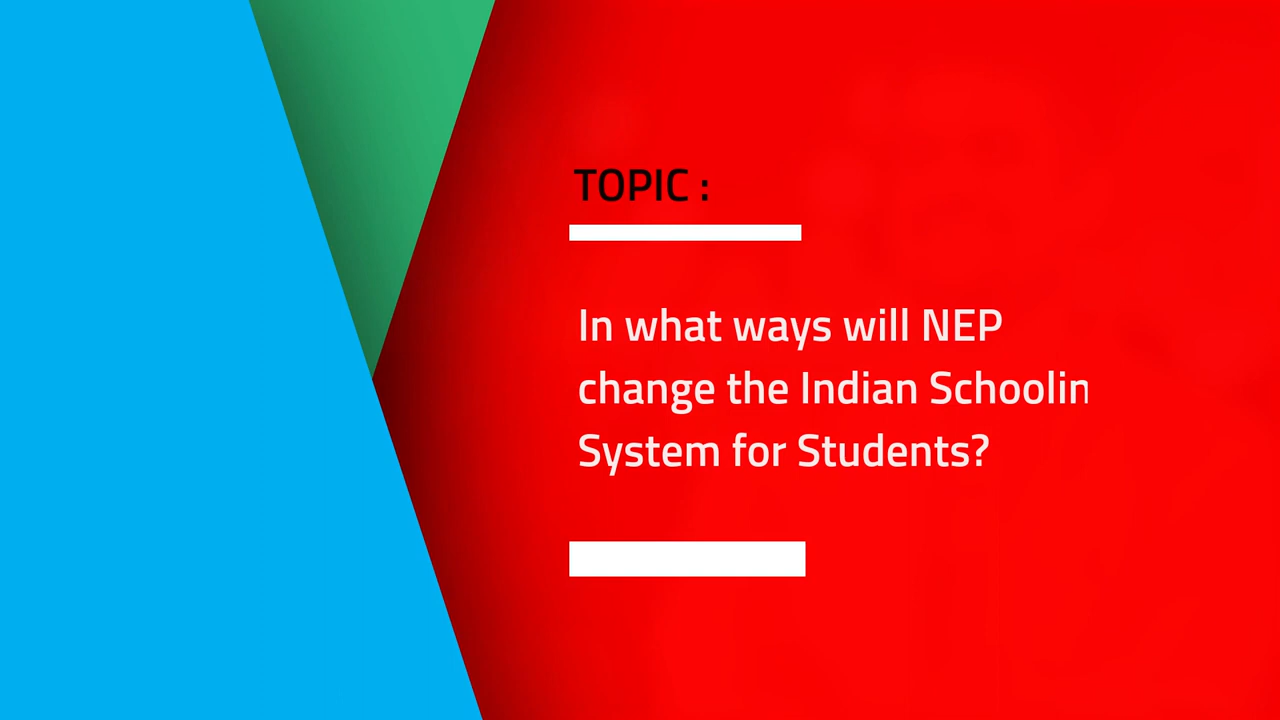 TOPIC :
In what ways will NEP
change the Indian Schoolin
System for Students?